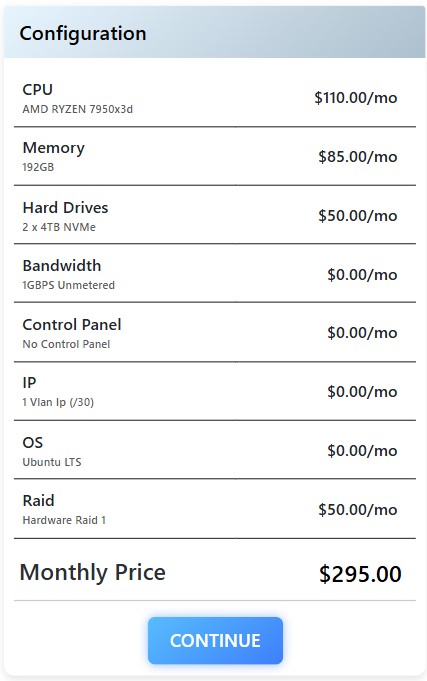 Configuration
CPU
AMD RYZEN 7950x3d
$110.00/mo
Memory
192GB
$85.00/mo
Hard Drives
2 x 4TB NVMe
$50.00/mo
Bandwidth
1GBPS Unmetered
$0.00/mo
Control Panel
No Control Panel
$0.00/mo
IP
1 Vlan Ip (/30)
$0.00/mo
OS
Ubuntu LTS
$0.00/mo
Raid
Hardware Raid 1
$50.00/mo
Monthly Price
$295.00
CONTINUE